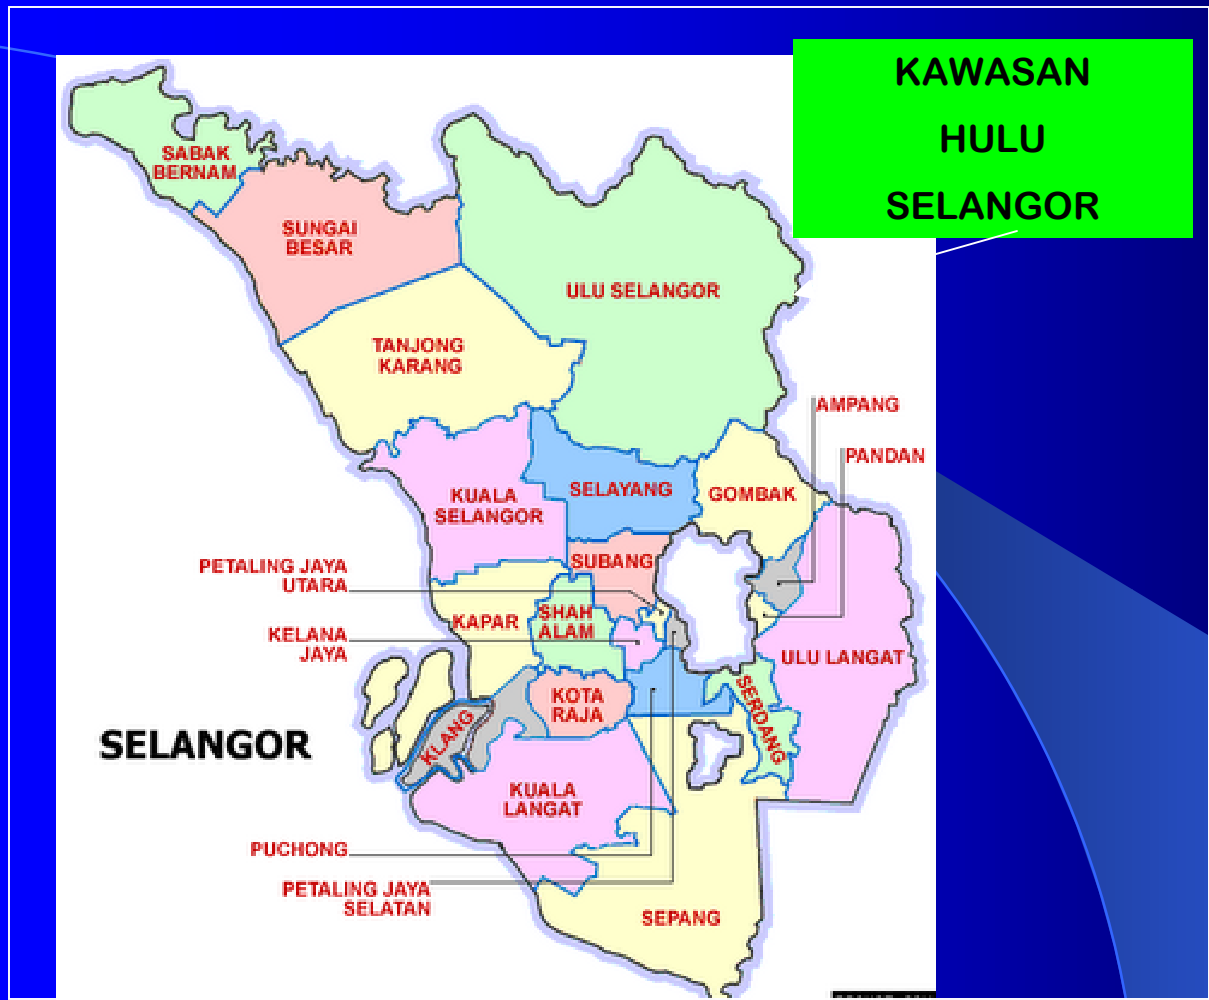 KAWASAN
HULU
SELANGOR
SABAK
BERNAM
SUNGAI
BESAR
ULU SELANGOR
TANJONG
KARANG
AMPANG
PANDAN
KUALA
SELANGOR
SELAYANG
GOMBAK
PETALING JAYA
UTARA
SUBANG
KAPAR
SHAH
ALAM
KELANA
JAYA
ULU LANGAT
SERDANG
KOTA
RAJA
KLANG
SELANGOR
KUALA
LANGAT
PUCHONG
PETALING JAYA
SELATAN
SEPANG